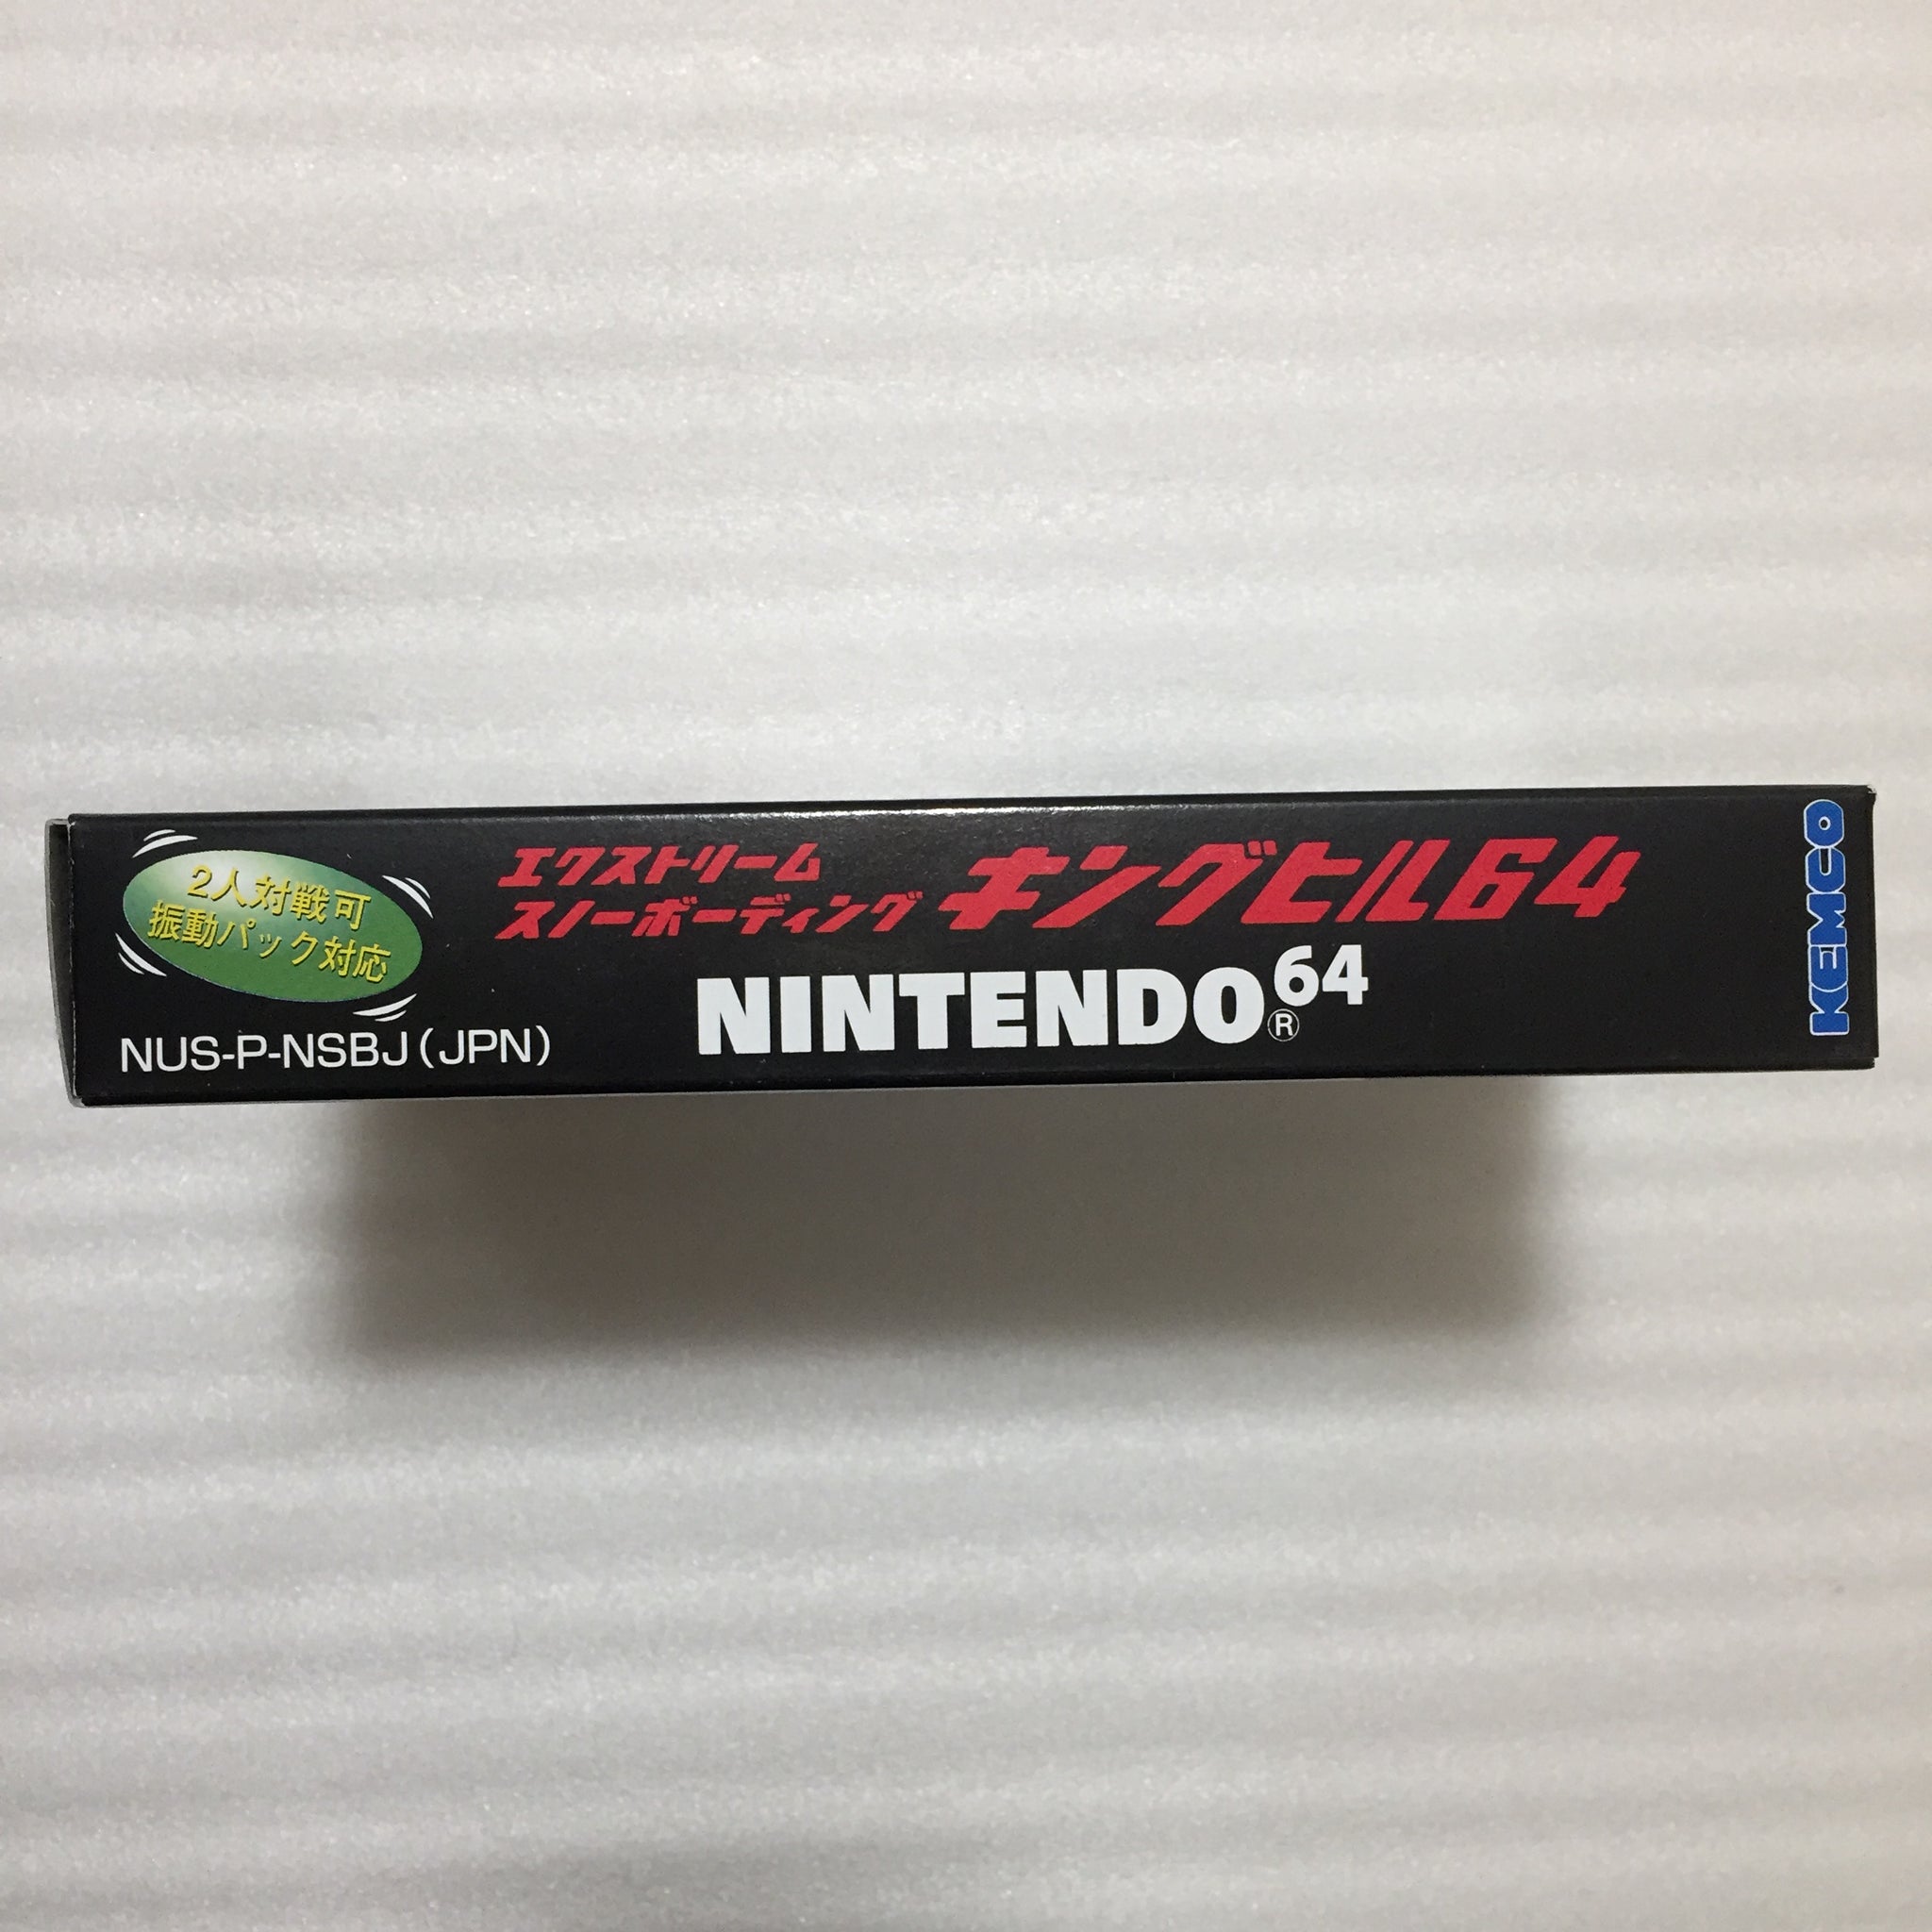 2人対戦可
振動パック対応
NUS-P-NSBJ(JPN)
エクストリーム
スノーボーディング
キングヒル64
NINTENDO64®
KEMCO